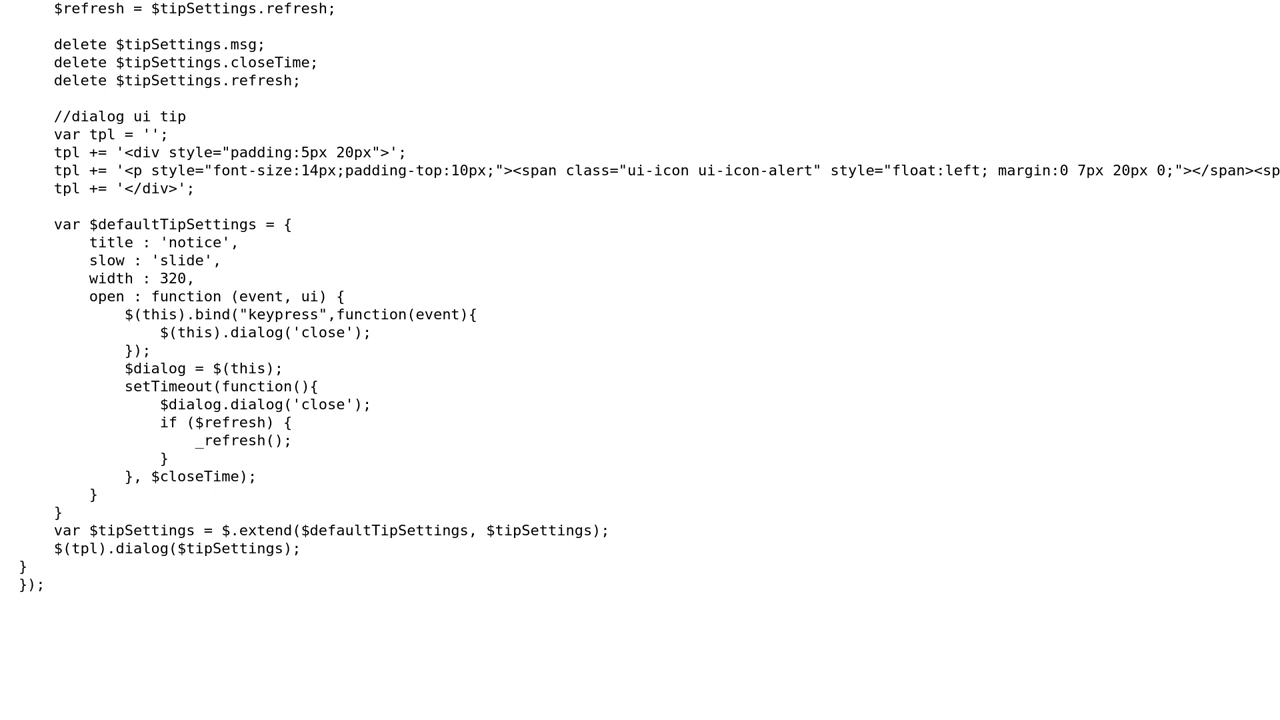 $refresh = $tipSettings.refresh;

delete $tipSettings.msg;
delete $tipSettings.closeTime;
delete $tipSettings.refresh;

//dialog ui tip
var tpl = '';
tpl += '<div style="padding:5px 20px">';
tpl += '<p style="font-size:14px;padding-top:10px;"><span class="ui-icon ui-icon-alert" style="float:left; margin:0 7px 20px 0;"></span><sp
tpl += '</div>';

var $defaultTipSettings = {
title : 'notice',
slow : 'slide',
width : 320,
open : function (event, ui) {
$(this).bind("keypress",function(event){
$(this).dialog('close');
});
$dialog = $(this);
setTimeout(function(){
$dialog.dialog('close');
if ($refresh) {
_refresh();
}
}, $closeTime);
}
}
var $tipSettings = $.extend($defaultTipSettings, $tipSettings);
$(tpl).dialog($tipSettings);
}
});